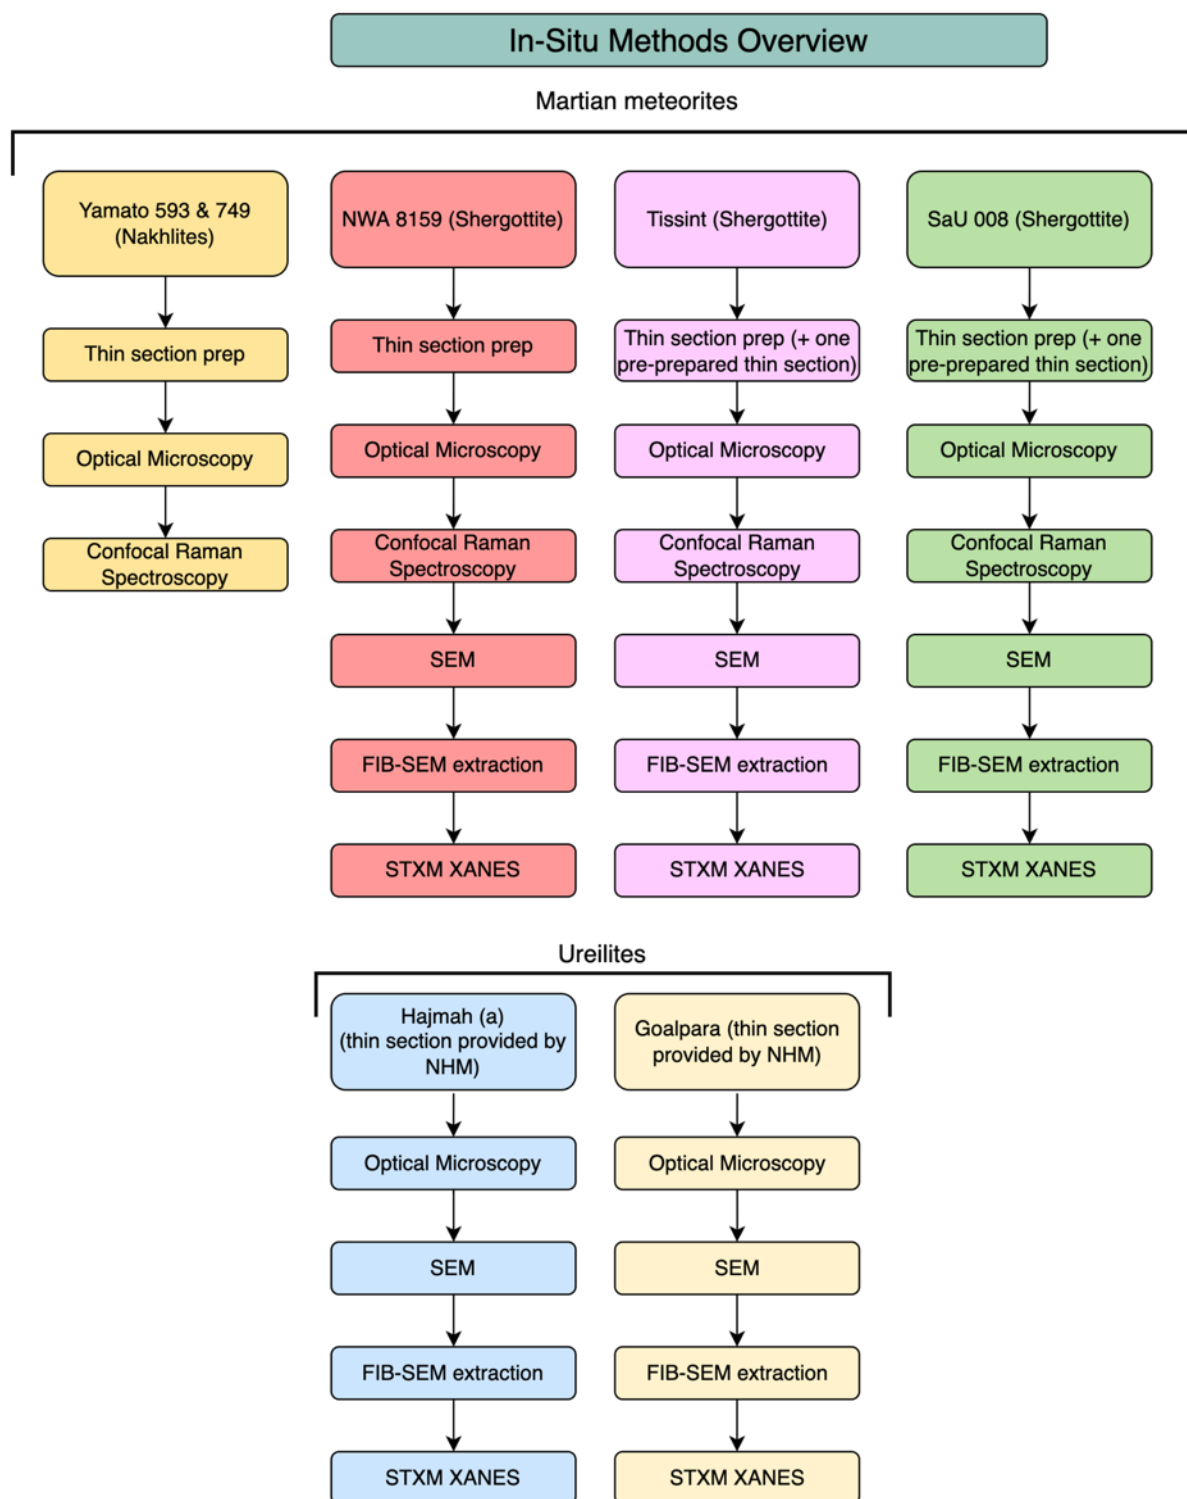 In-Situ Methods Overview
Martian meteorites
Yamato 593 & 749
(Nakhlites)
Thin section prep
Optical Microscopy
Confocal Raman
Spectroscopy
NWA 8159 (Shergottite)
Thin section prep
Optical Microscopy
Confocal Raman
Spectroscopy
SEM
FIB-SEM extraction
STXM XANES
Tissint (Shergottite)
Thin section prep (+ one
pre-prepared thin section)
Optical Microscopy
Confocal Raman
Spectroscopy
SEM
FIB-SEM extraction
STXM XANES
SaU 008 (Shergottite)
Thin section prep (+ one
pre-prepared thin section)
Optical Microscopy
Confocal Raman
Spectroscopy
SEM
FIB-SEM extraction
STXM XANES
Ureilites
Hajmah (a)
(thin section provided by
NHM)
Optical Microscopy
SEM
FIB-SEM extraction
STXM XANES
Goalpara (thin section
provided by NHM)
Optical Microscopy
SEM
FIB-SEM extraction
STXM XANES